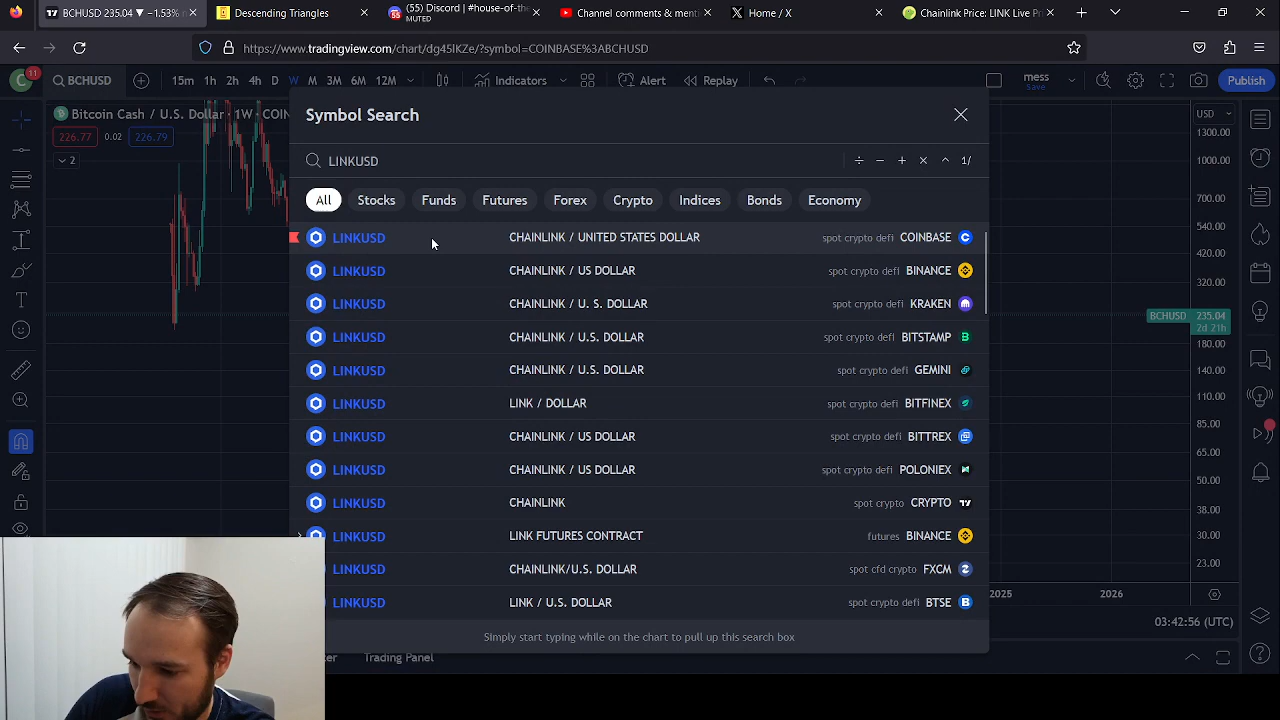 BCHUSD 235.04 ▼ −1.53%
Descending Triangles
(55) Discord | #house-of-the
MUTED
Channel comments & menti
Home / X
Chainlink Price: LINK Live Pri
https://www.tradingview.com/chart/dg45lKZe/?symbol=COINBASE%3ABCHUSD
C 11
BCHUSD
15m 1h 2h 4h D W M 3M 6M 12M
Indicators
Alert
Replay
mess
Save
Publish
Bitcoin Cash / U.S. Dollar · 1W · COIN
226.77 0.02 226.79
2
Symbol Search
LINKUSD
1/
All Stocks Funds Futures Forex Crypto Indices Bonds Economy
LINKUSD CHAINLINK / UNITED STATES DOLLAR spot crypto defi COINBASE
LINKUSD CHAINLINK / US DOLLAR spot crypto defi BINANCE
LINKUSD CHAINLINK / U. S. DOLLAR spot crypto defi KRAKEN
LINKUSD CHAINLINK / U.S. DOLLAR spot crypto defi BITSTAMP
LINKUSD CHAINLINK / U.S. DOLLAR spot crypto defi GEMINI
LINKUSD LINK / DOLLAR spot crypto defi BITFINEX
LINKUSD CHAINLINK / US DOLLAR spot crypto defi BITTREX
LINKUSD CHAINLINK / US DOLLAR spot crypto defi POLONIEX
LINKUSD CHAINLINK spot crypto CRYPTO
LINKUSD LINK FUTURES CONTRACT futures BINANCE
LINKUSD CHAINLINK/U.S. DOLLAR spot cfd crypto FXCM
LINKUSD LINK / U.S. DOLLAR spot crypto defi BTSE
Simply start typing while on the chart to pull up this search box
USD
1300.00
1000.00
700.00
540.00
420.00
320.00
BCHUSD 235.04
2d 21h
180.00
140.00
110.00
85.00
65.00
50.00
38.00
30.00
23.00
2025 2026
03:42:56 (UTC)
ter Trading Panel